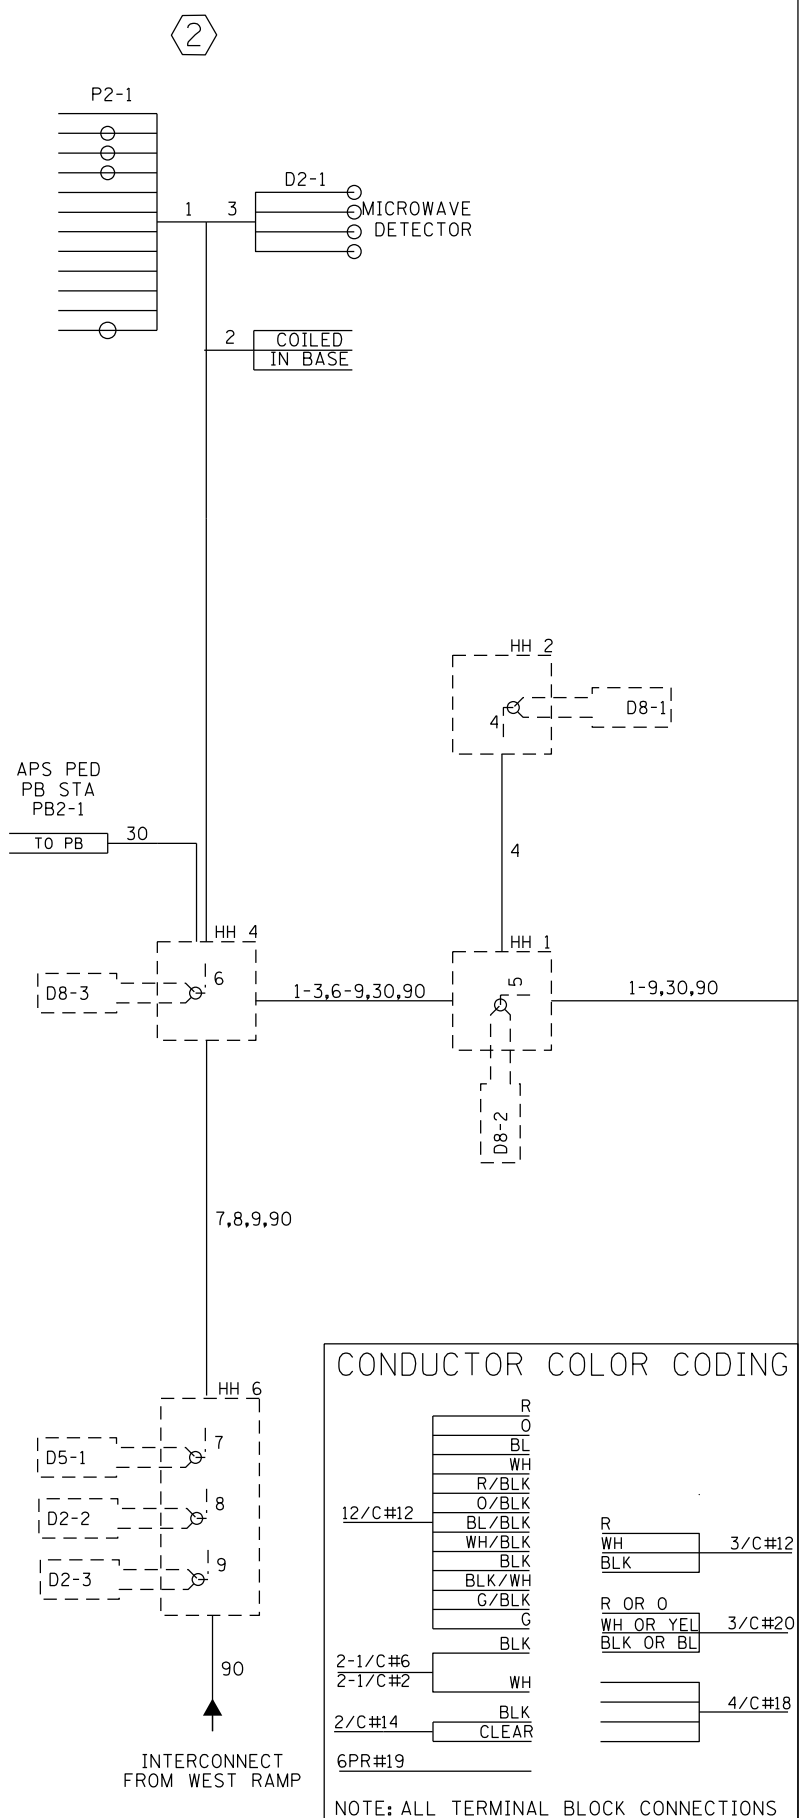 2
P2-1
D2-1
1
3
MICROWAVE
DETECTOR
2
COILED
IN BASE
HH 2
4
D8-1
APS PED
PB STA
PB2-1
TO PB
30
4
HH 4
HH 1
6
5
D8-3
1-3,6-9,30,90
1-9,30,90
D8-2
7,8,9,90
HH 6
7
D5-1
8
D2-2
9
D2-3
90
INTERCONNECT
FROM WEST RAMP
CONDUCTOR COLOR CODING
R
O
BL
WH
R/BLK
O/BLK
12/C#12
BL/BLK
WH/BLK
BLK
BLK/WH
G/BLK
G
R
WH
3/C#12
BLK
R OR O
WH OR YEL
3/C#20
BLK OR BL
BLK
2-1/C#6
2-1/C#2
WH
4/C#18
BLK
2/C#14
CLEAR
6PR#19
NOTE: ALL TERMINAL BLOCK CONNECTIONS